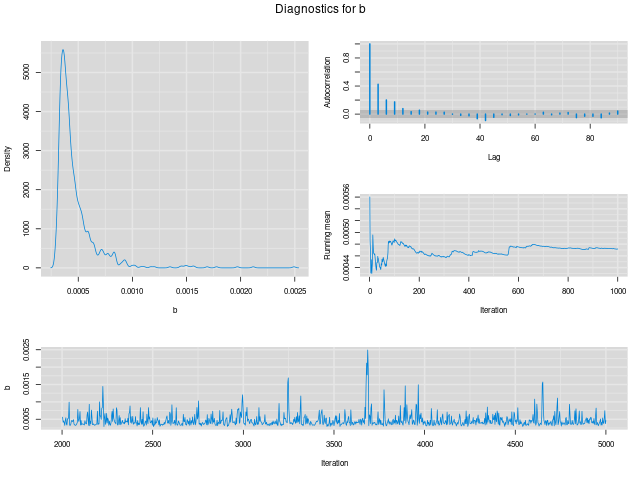 Diagnostics for b
Density
0 1000 2000 3000 4000 5000
0.0005 0.0010 0.0015 0.0020 0.0025
b
Autocorrelation
0.0 0.4 0.8
0 20 40 60 80
Lag
Running mean
0.00044 0.00050 0.00056
0 200 400 600 800 1000
Iteration
b
0.0005 0.0015 0.0025
2000 2500 3000 3500 4000 4500 5000
Iteration